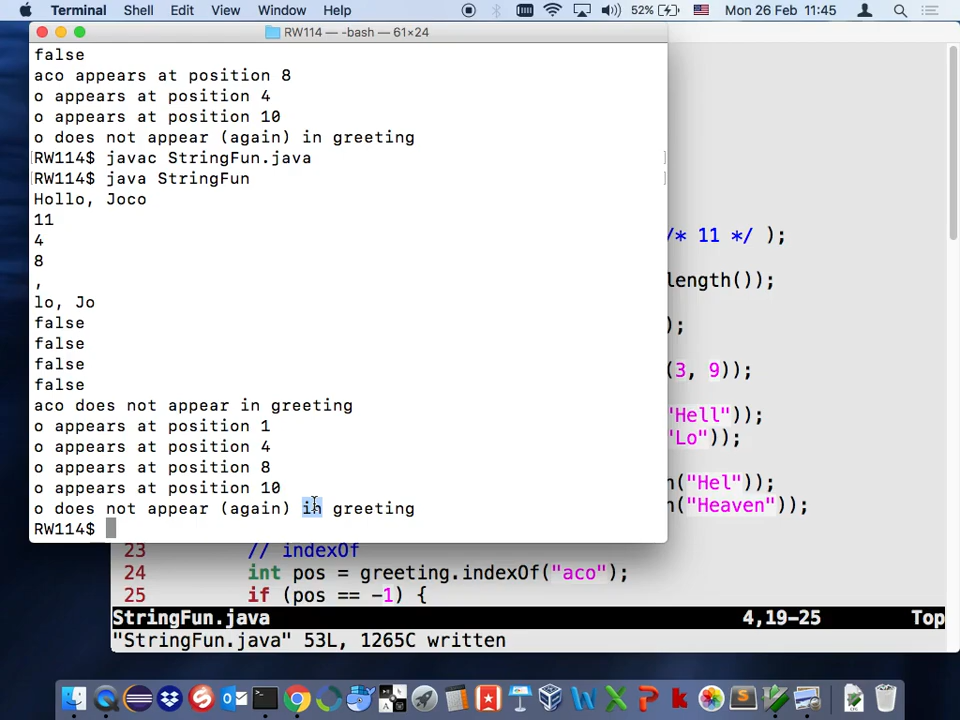 Terminal Shell Edit View Window Help 52% Mon 26 Feb 11:45
RW114 — -bash — 61×24
false
aco appears at position 8
o appears at position 4
o appears at position 10
o does not appear (again) in greeting
[RW114$ javac StringFun.java ]
[RW114$ java StringFun ]
Hollo, Joco
11
4
8
,
lo, Jo
false
false
false
false
aco does not appear in greeting
o appears at position 1
o appears at position 4
o appears at position 8
o appears at position 10
o does not appear (again) in greeting
RW114$
/* 11 */ );
length());
);
(3, 9));
"Hell"));
"Lo"));
("Hel"));
("Heaven"));
23 // indexOf
24 int pos = greeting.indexOf("aco");
25 if (pos == -1) {
StringFun.java 4,19-25 Top
"StringFun.java" 53L, 1265C written